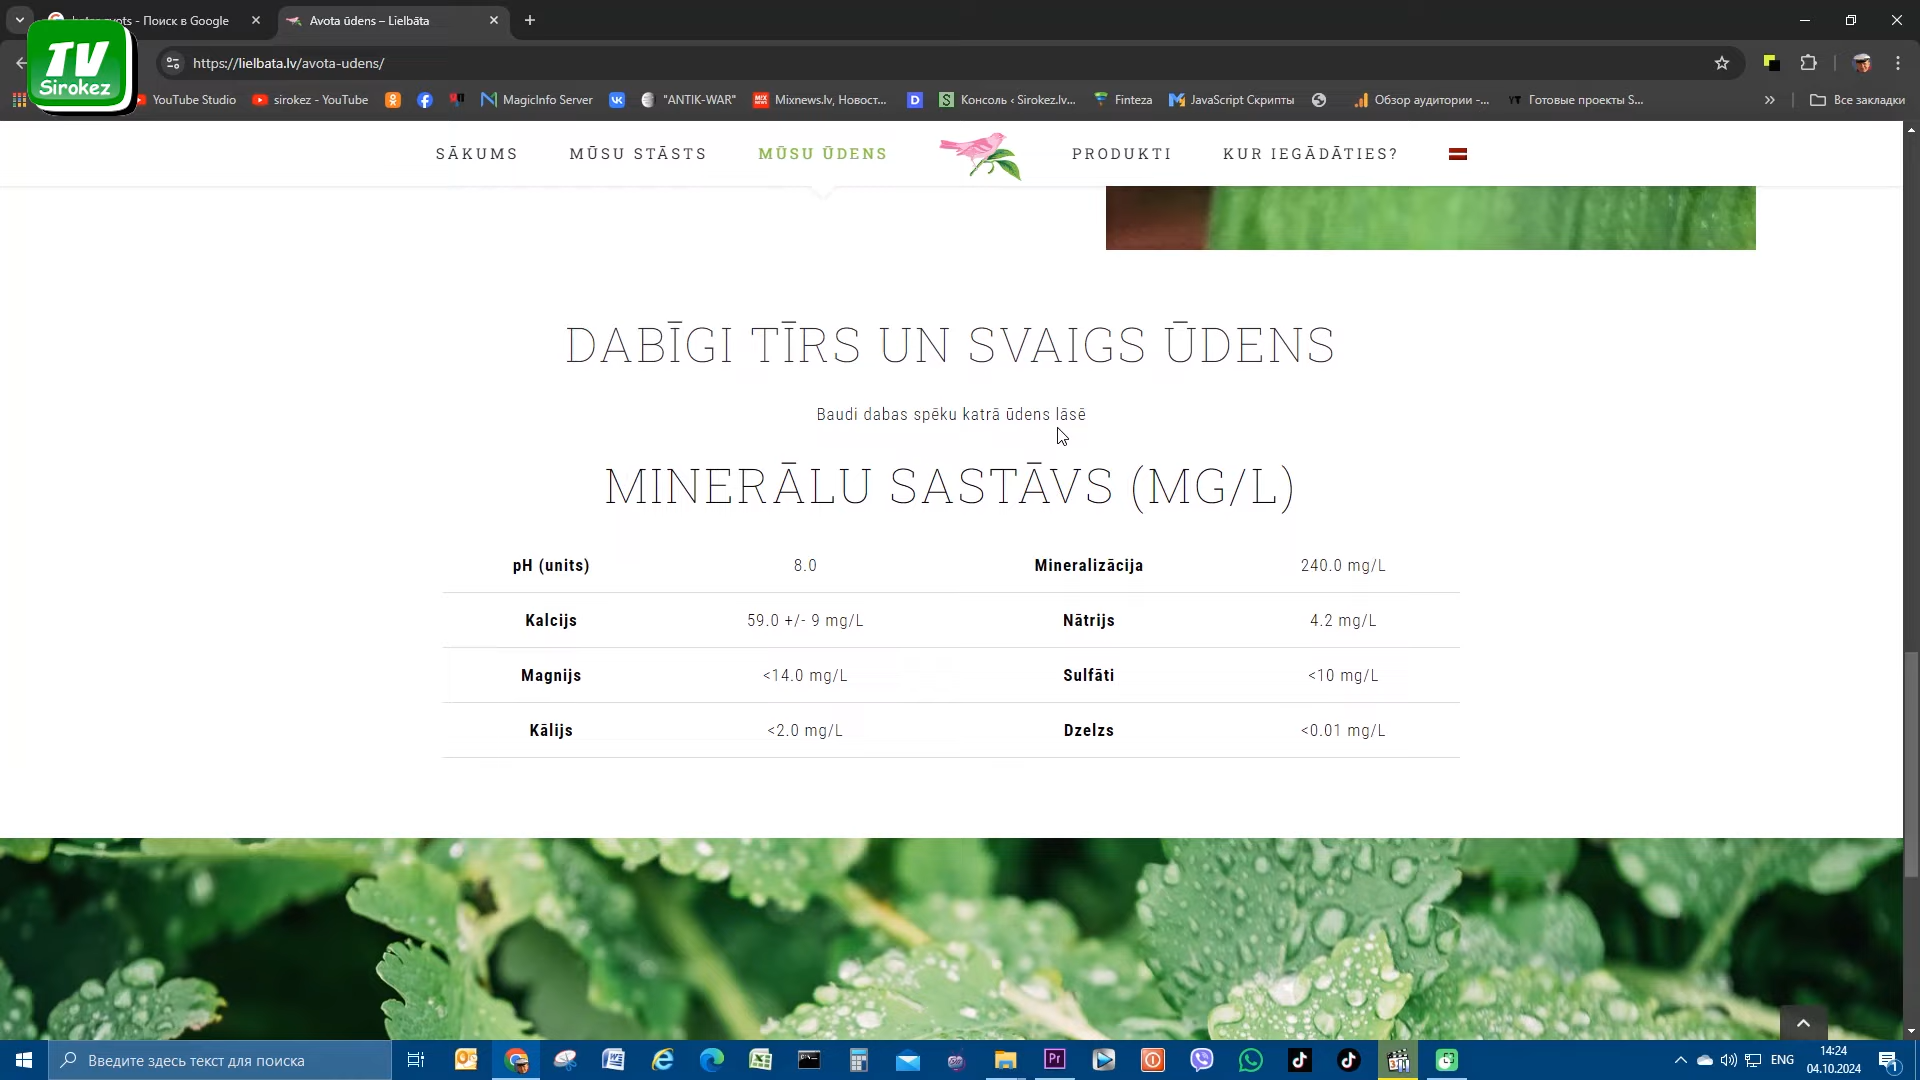 - Поиск в Google
Avota ūdens – Lielbāta
TV
Sirokez
https://lielbata.lv/avota-udens/
YouTube Studio
sirokez - YouTube
MagicInfo Server
"ANTIK-WAR"
Mixnews.lv, Новост...
Консоль ‹ Sirokez.lv...
Finteza
JavaScript Скрипты
Обзор аудитории -...
Готовые проекты S...
Все закладки
SĀKUMS
MŪSU STĀSTS
MŪSU ŪDENS
PRODUKTI
KUR IEGĀDĀTIES?
DABĪGI TĪRS UN SVAIGS ŪDENS
Baudi dabas spēku katrā ūdens lāsē
MINERĀLU SASTĀVS (MG/L)
pH (units) 8.0 Mineralizācija 240.0 mg/L
Kalcijs 59.0 +/- 9 mg/L Nātrijs 4.2 mg/L
Magnijs <14.0 mg/L Sulfāti <10 mg/L
Kālijs <2.0 mg/L Dzelzs <0.01 mg/L
Введите здесь текст для поиска
ENG
14:24
04.10.2024